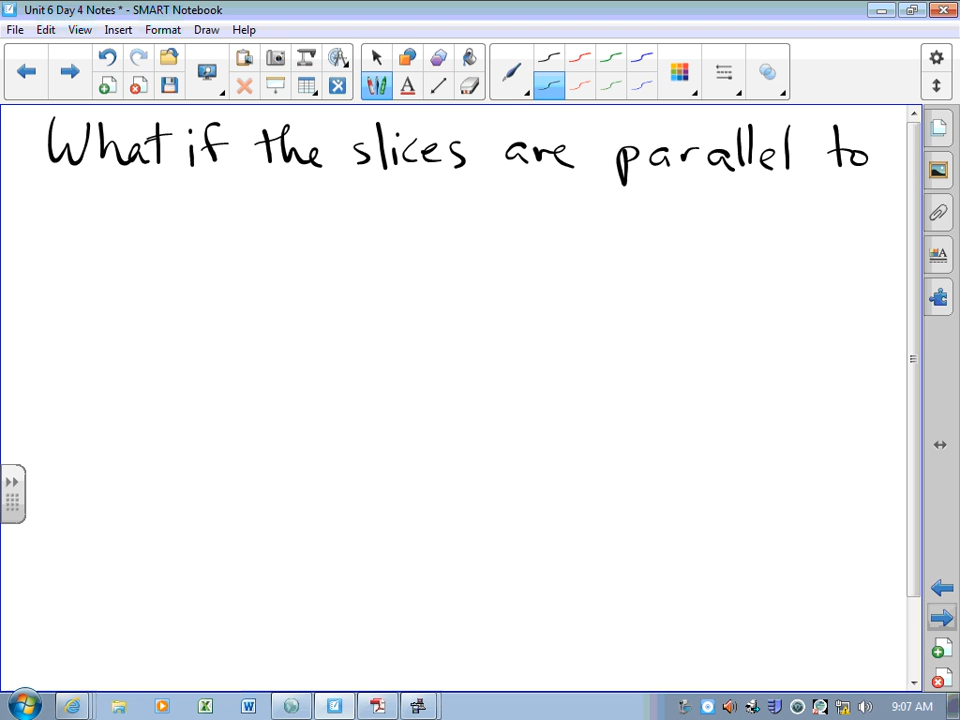 Unit 6 Day 4 Notes * - SMART Notebook
File Edit View Insert Format Draw Help
What if the slices are parallel to
9:07 AM